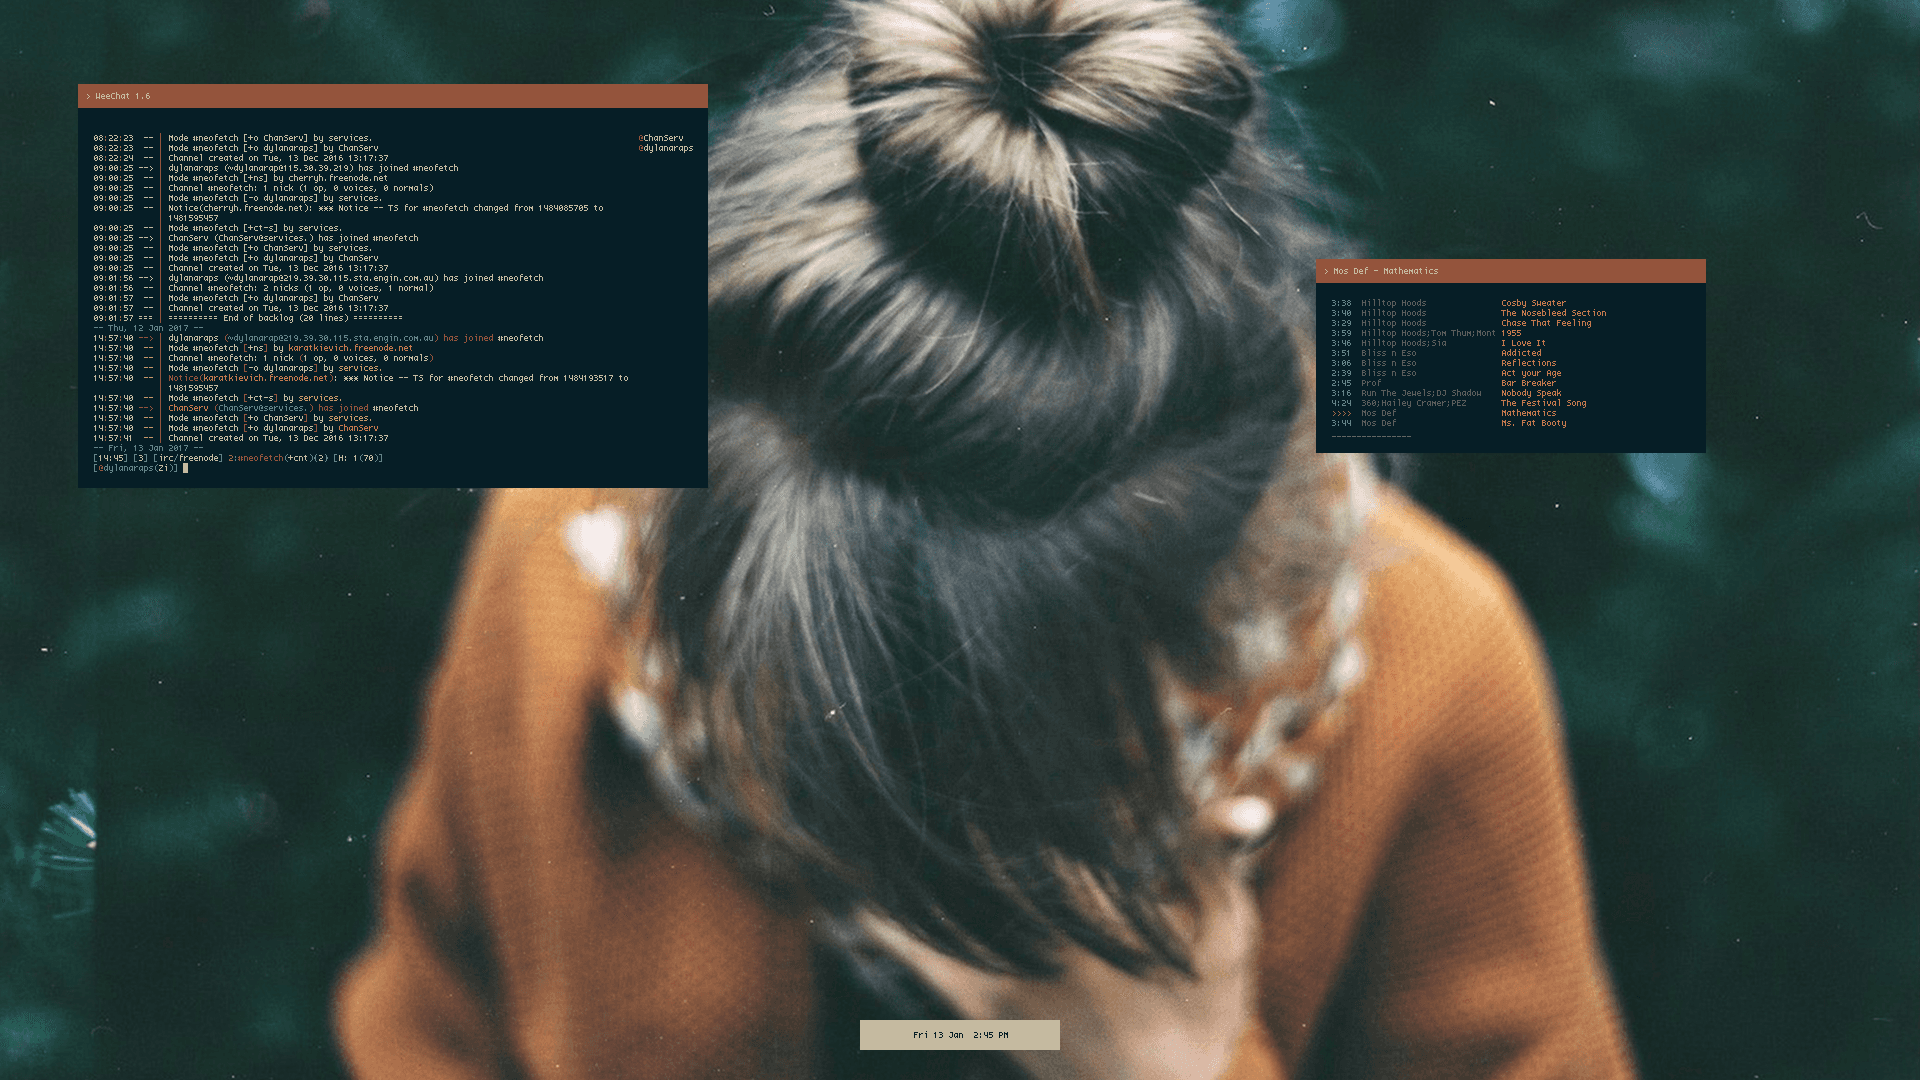 > WeeChat 1.6
08:22:23 -- Mode #neofetch [+o ChanServ] by services. @ChanServ
08:22:23 -- Mode #neofetch [+o dylanaraps] by ChanServ @dylanaraps
08:22:24 -- Channel created on Tue, 13 Dec 2016 13:17:37
09:00:25 --> dylanaraps (~dylanarap@115.30.39.219) has joined #neofetch
09:00:25 -- Mode #neofetch [+ns] by cherryh.freenode.net
09:00:25 -- Channel #neofetch: 1 nick (1 op, 0 voices, 0 normals)
09:00:25 -- Mode #neofetch [-o dylanaraps] by services.
09:00:25 -- Notice(cherryh.freenode.net): *** Notice -- TS for #neofetch changed from 1484085705 to
1481595457
09:00:25 -- Mode #neofetch [+ct-s] by services.
09:00:25 --> ChanServ (ChanServ@services.) has joined #neofetch
09:00:25 -- Mode #neofetch [+o ChanServ] by services.
09:00:25 -- Mode #neofetch [+o dylanaraps] by ChanServ
09:00:25 -- Channel created on Tue, 13 Dec 2016 13:17:37
09:01:56 --> dylanaraps (~dylanarap@219.39.30.115.sta.engin.com.au) has joined #neofetch
09:01:56 -- Channel #neofetch: 2 nicks (1 op, 0 voices, 1 normal)
09:01:57 -- Mode #neofetch [+o dylanaraps] by ChanServ
09:01:57 -- Channel created on Tue, 13 Dec 2016 13:17:37
09:01:57 === ========== End of backlog (20 lines) ==========
-- Thu, 12 Jan 2017 --
14:57:40 --> dylanaraps (~dylanarap@219.39.30.115.sta.engin.com.au) has joined #neofetch
14:57:40 -- Mode #neofetch [+ns] by karatkievich.freenode.net
14:57:40 -- Channel #neofetch: 1 nick (1 op, 0 voices, 0 normals)
14:57:40 -- Mode #neofetch [-o dylanaraps] by services.
14:57:40 -- Notice(karatkievich.freenode.net): *** Notice -- TS for #neofetch changed from 1484193517 to
1481595457
14:57:40 -- Mode #neofetch [+ct-s] by services.
14:57:40 --> ChanServ (ChanServ@services.) has joined #neofetch
14:57:40 -- Mode #neofetch [+o ChanServ] by services.
14:57:40 -- Mode #neofetch [+o dylanaraps] by ChanServ
14:57:41 -- Channel created on Tue, 13 Dec 2016 13:17:37
-- Fri, 13 Jan 2017 --
[14:45] [3] [irc/freenode] 2:#neofetch(+cnt){2} [H: 1(70)]
[@dylanaraps(Zi)]
> Mos Def - Mathematics
3:38 Hilltop Hoods Cosby Sweater
3:40 Hilltop Hoods The Nosebleed Section
3:29 Hilltop Hoods Chase That Feeling
3:59 Hilltop Hoods;Tom Thum;Mont 1955
3:46 Hilltop Hoods;Sia I Love It
3:51 Bliss n Eso Addicted
3:06 Bliss n Eso Reflections
2:39 Bliss n Eso Act your Age
2:45 Prof Bar Breaker
3:16 Run The Jewels;DJ Shadow Nobody Speak
4:24 360;Hailey Cramer;PEZ The Festival Song
>>>> Mos Def Mathematics
3:44 Mos Def Ms. Fat Booty
----------------
Fri 13 Jan 2:45 PM